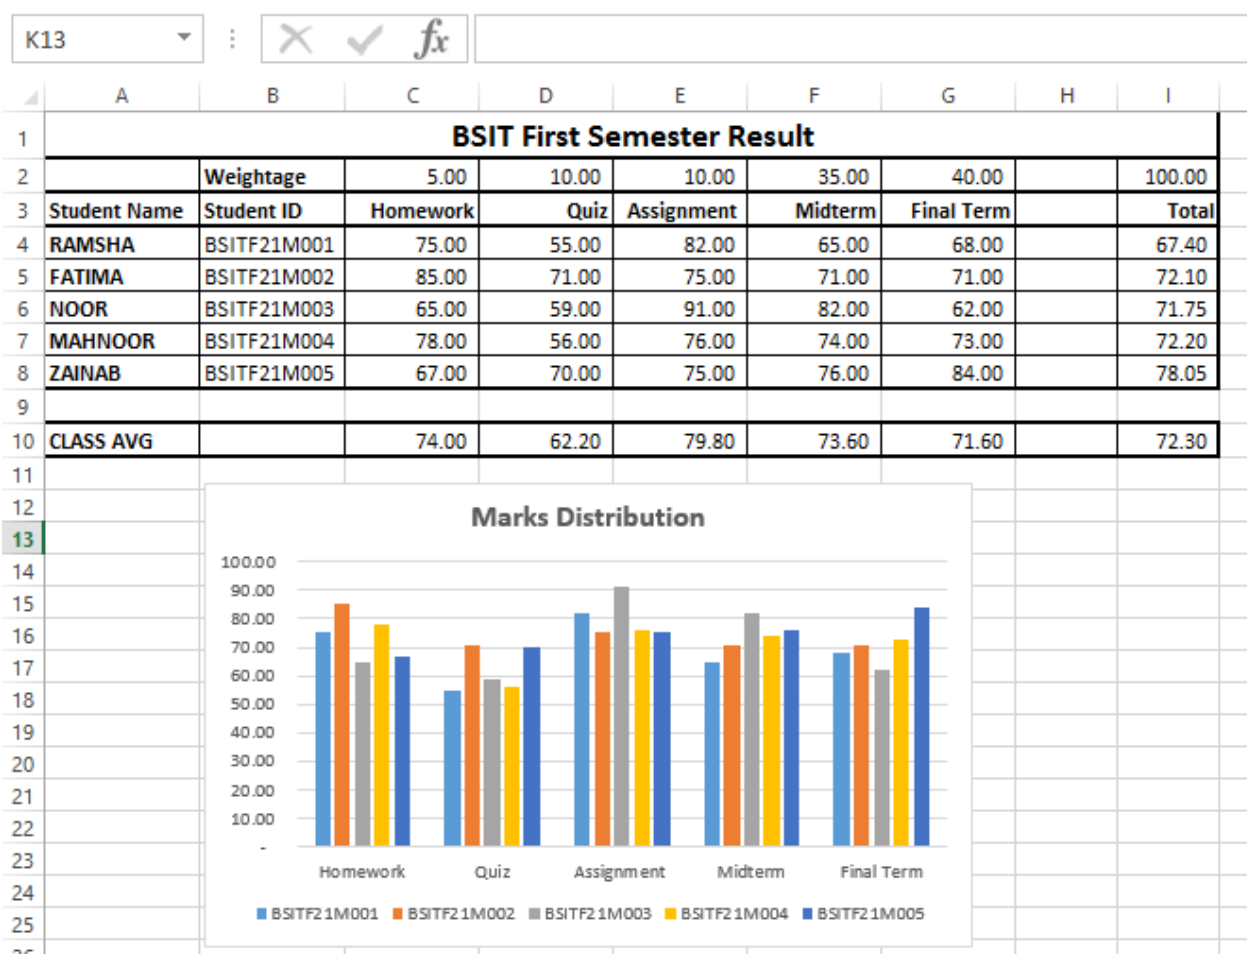 K13 fx
A B C D E F G H I
1 BSIT First Semester Result
2 Weightage 5.00 10.00 10.00 35.00 40.00 100.00
3 Student Name Student ID Homework Quiz Assignment Midterm Final Term Total
4 RAMSHA BSITF21M001 75.00 55.00 82.00 65.00 68.00 67.40
5 FATIMA BSITF21M002 85.00 71.00 75.00 71.00 71.00 72.10
6 NOOR BSITF21M003 65.00 59.00 91.00 82.00 62.00 71.75
7 MAHNOOR BSITF21M004 78.00 56.00 76.00 74.00 73.00 72.20
8 ZAINAB BSITF21M005 67.00 70.00 75.00 76.00 84.00 78.05
9
10 CLASS AVG 74.00 62.20 79.80 73.60 71.60 72.30
11
12 Marks Distribution
13
14 100.00
15 90.00
16 80.00
17 70.00
18 60.00
19 50.00
20 40.00
21 30.00
22 20.00
23 10.00
24 -
25 Homework Quiz Assignment Midterm Final Term
BSITF21M001 BSITF21M002 BSITF21M003 BSITF21M004 BSITF21M005